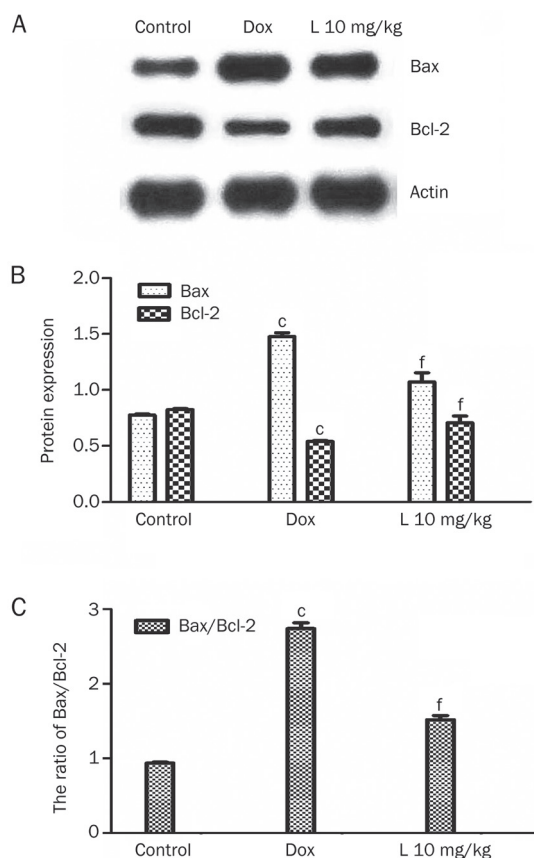 A
Control Dox L 10 mg/kg
Bax
Bcl-2
Actin
B
Protein expression
2.0
1.5
1.0
0.5
0.0
Bax
Bcl-2
c
c
f
f
Control Dox L 10 mg/kg
C
The ratio of Bax/Bcl-2
3
2
1
0
Bax/Bcl-2
c
f
Control Dox L 10 mg/kg